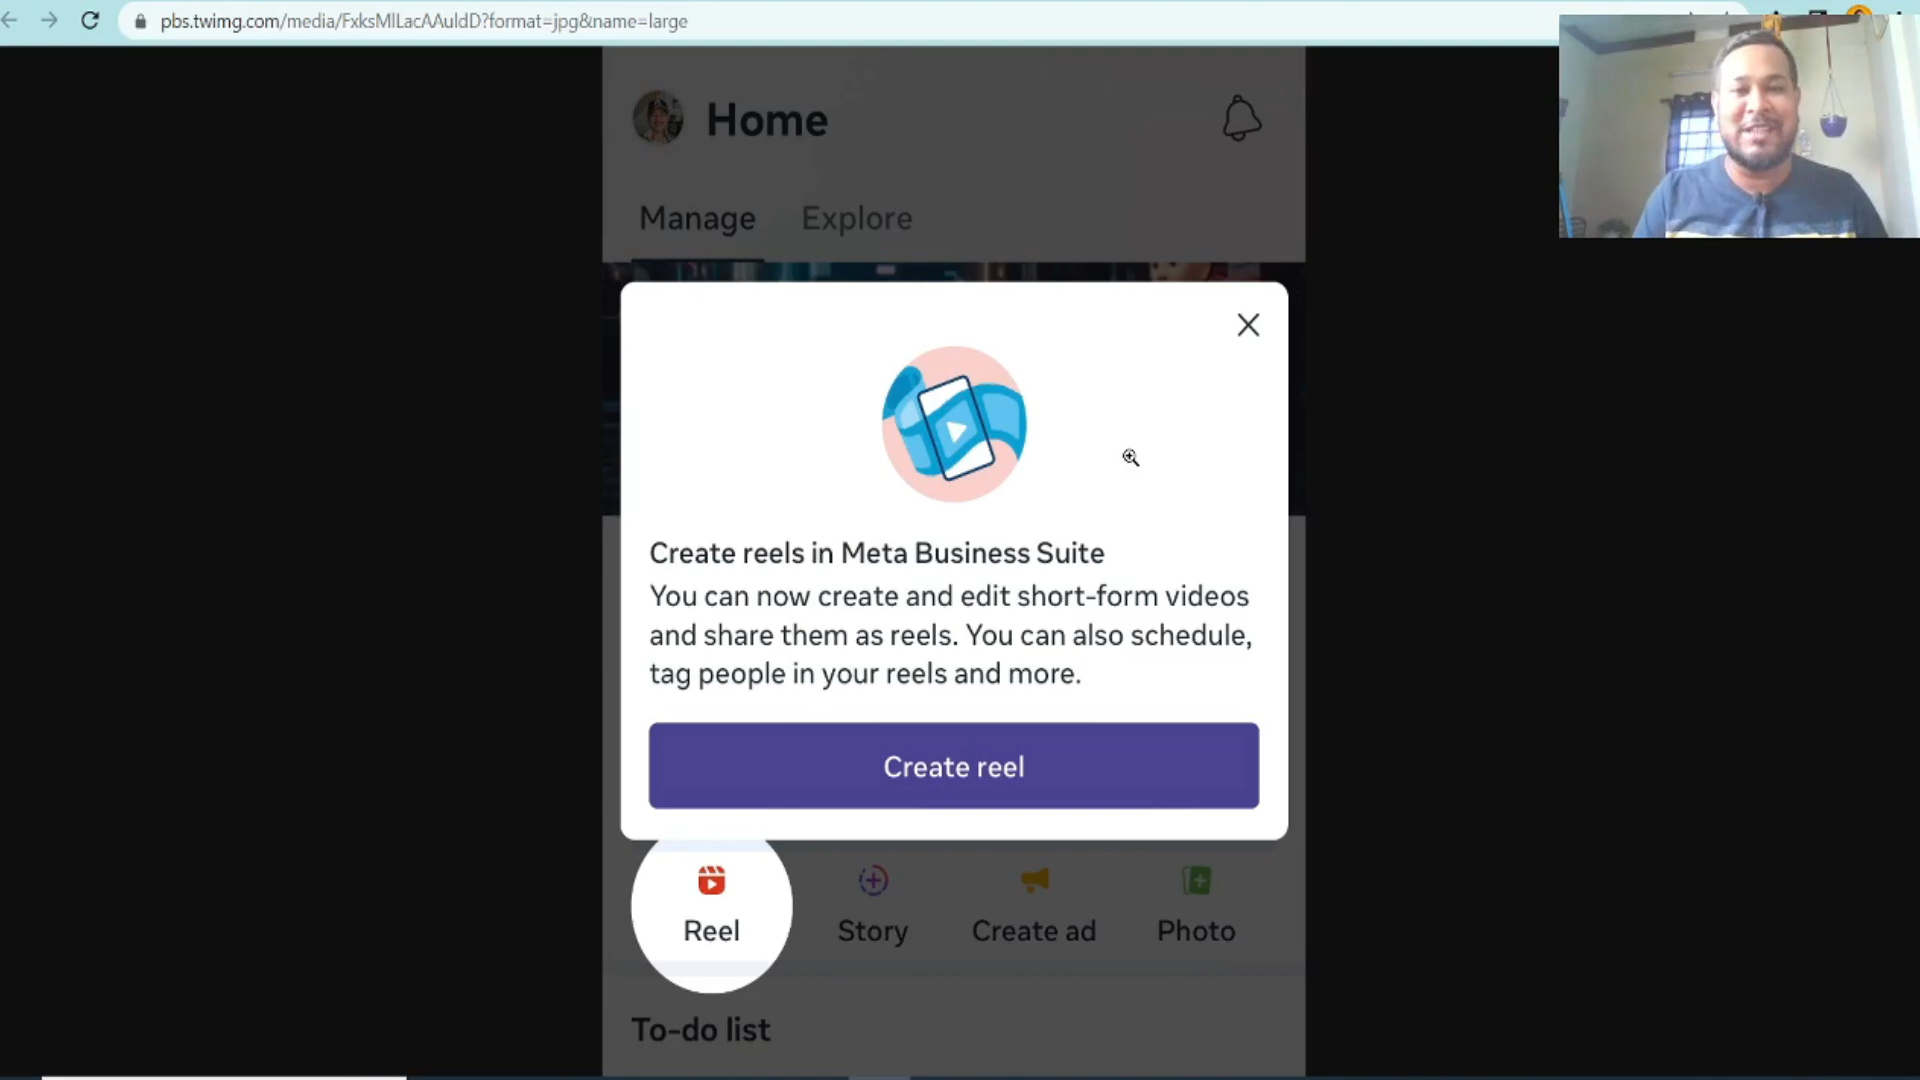 pbs.twimg.com/media/FxksMlLacAAuldD?format=jpg&name=large
Home
Manage Explore
Create reels in Meta Business Suite
You can now create and edit short-form videos
and share them as reels. You can also schedule,
tag people in your reels and more.
Create reel
Reel Story Create ad Photo
To-do list